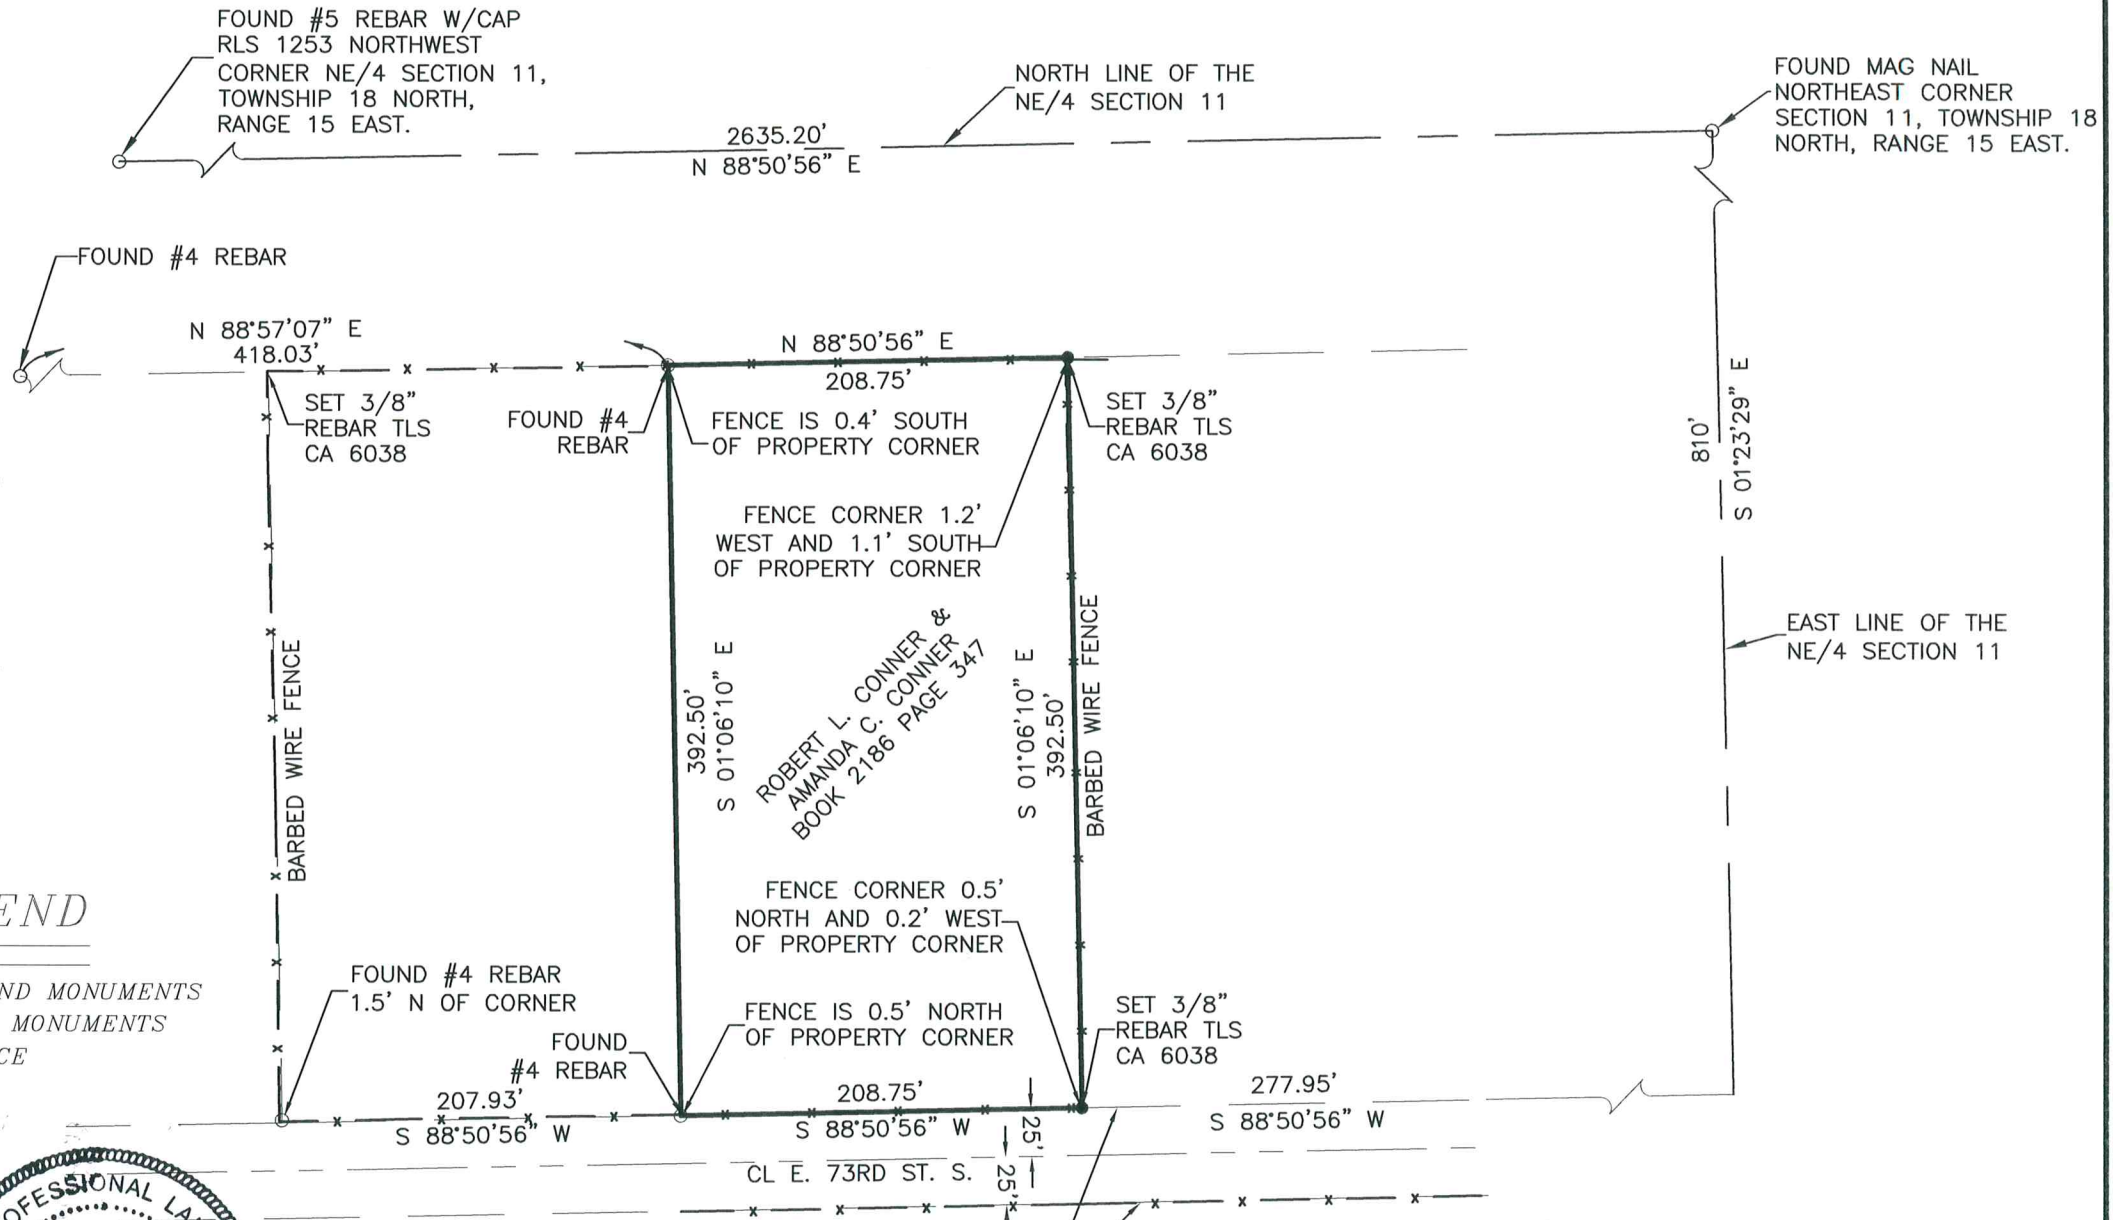 FOUND #5 REBAR W/CAP
RLS 1253 NORTHWEST
CORNER NE/4 SECTION 11,
TOWNSHIP 18 NORTH,
RANGE 15 EAST.
2635.20'
N 88°50'56" E
NORTH LINE OF THE
NE/4 SECTION 11
FOUND MAG NAIL
NORTHEAST CORNER
SECTION 11, TOWNSHIP 18
NORTH, RANGE 15 EAST.
FOUND #4 REBAR
N 88°57'07" E
418.03'
N 88°50'56" E
208.75'
SET 3/8"
REBAR TLS
CA 6038
FOUND #4
REBAR
FENCE IS 0.4' SOUTH
OF PROPERTY CORNER
SET 3/8"
REBAR TLS
CA 6038
FENCE CORNER 1.2'
WEST AND 1.1' SOUTH
OF PROPERTY CORNER
810'
S 01°23'29" E
EAST LINE OF THE
NE/4 SECTION 11
BARBED WIRE FENCE
392.50'
S 01°06'10" E
ROBERT L. CONNER &
AMANDA C. CONNER
BOOK 2186 PAGE 347
S 01°06'10" E
392.50'
BARBED WIRE FENCE
FENCE CORNER 0.5'
NORTH AND 0.2' WEST
OF PROPERTY CORNER
END
ND MONUMENTS
MONUMENTS
CE
FOUND #4 REBAR
1.5' N OF CORNER
FOUND
#4 REBAR
FENCE IS 0.5' NORTH
OF PROPERTY CORNER
SET 3/8"
REBAR TLS
CA 6038
207.93'
S 88°50'56" W
208.75'
S 88°50'56" W
277.95'
S 88°50'56" W
25'
CL E. 73RD ST. S.
25'
OFESSIONAL LA